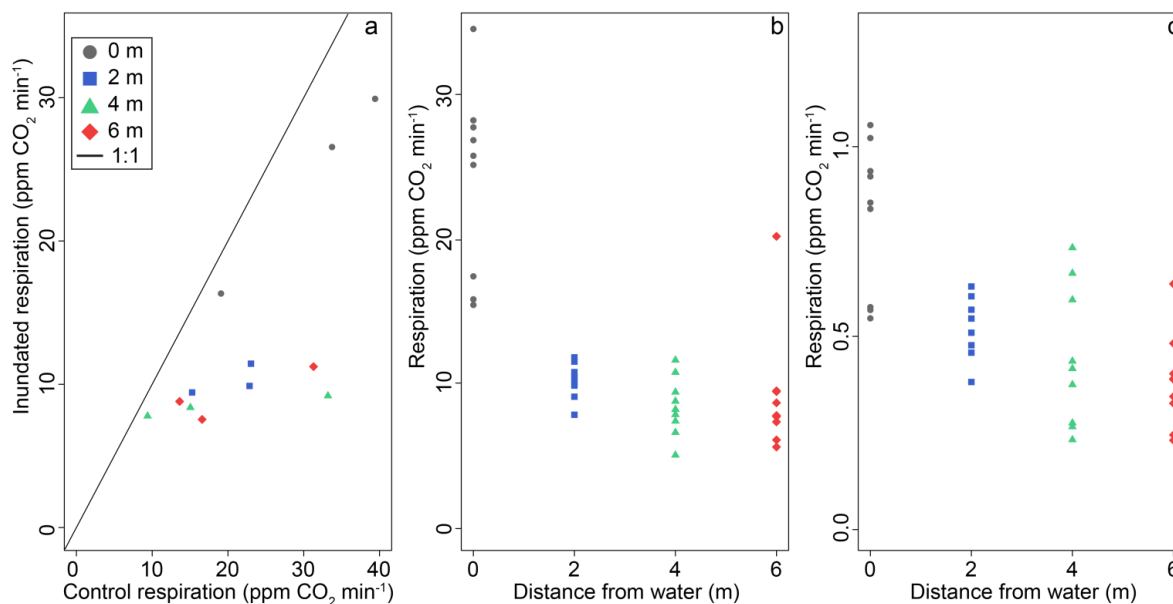 a
0 m
2 m
4 m
6 m
1:1
Inundated respiration (ppm CO₂ min⁻¹)
30
20
10
0
0 10 20 30 40
Control respiration (ppm CO₂ min⁻¹)
b
Respiration (ppm CO₂ min⁻¹)
30
20
10
0
0 2 4 6
Distance from water (m)
Respiration (ppm CO₂ min⁻¹)
1.0
0.5
0.0
0 2 4 6
Distance from water (m)